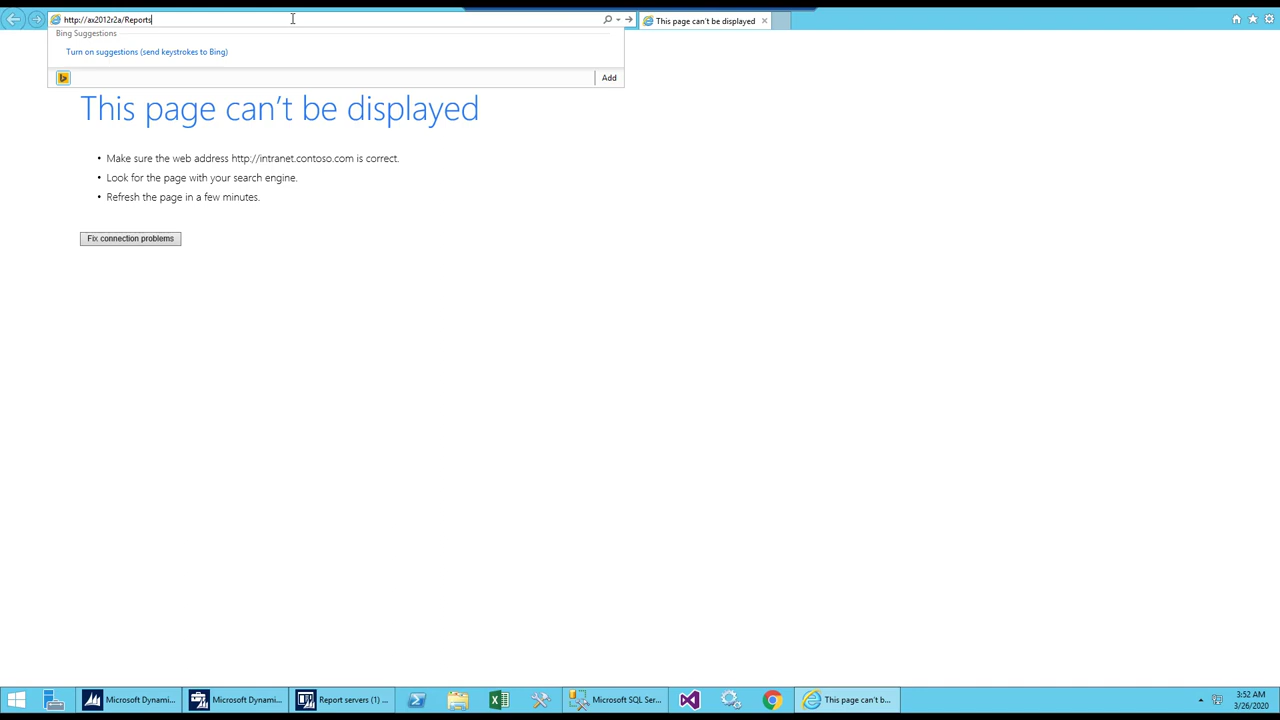 http://ax2012r2a/Reports
This page can't be displayed
Bing Suggestions
Turn on suggestions (send keystrokes to Bing)
Add
This page can't be displayed
• Make sure the web address http://intranet.contoso.com is correct.
• Look for the page with your search engine.
• Refresh the page in a few minutes.
Fix connection problems
Microsoft Dynami...
Microsoft Dynami...
Report servers (1) ...
Microsoft SQL Ser...
This page can't b...
3:52 AM
3/26/2020